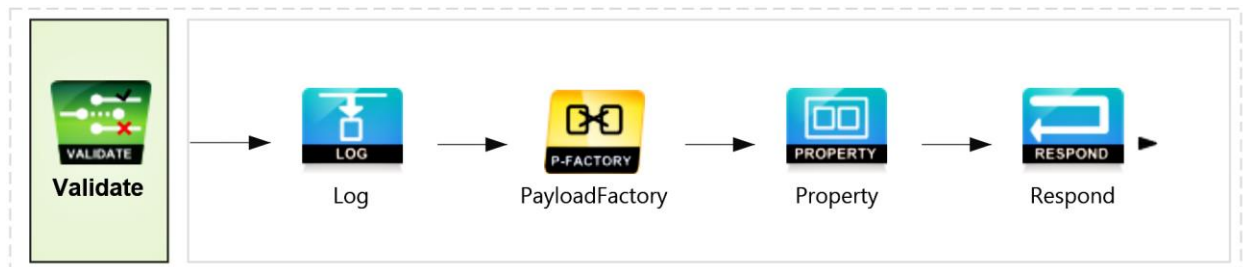 VALIDATE
Validate
LOG
Log
P-FACTORY
PayloadFactory
PROPERTY
Property
RESPOND
Respond